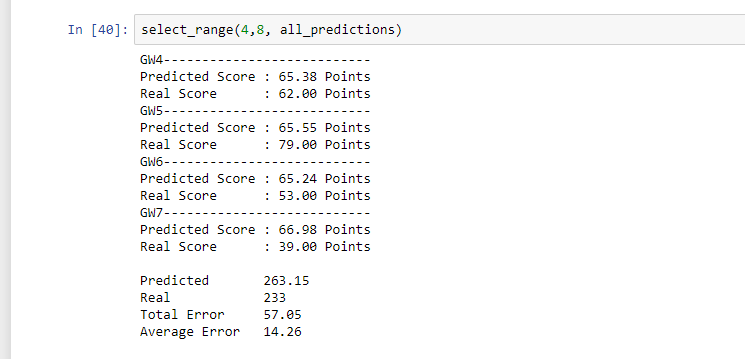 In [40]: select_range(4,8, all_predictions)
GW4---------------------------
Predicted Score : 65.38 Points
Real Score      : 62.00 Points
GW5---------------------------
Predicted Score : 65.55 Points
Real Score      : 79.00 Points
GW6---------------------------
Predicted Score : 65.24 Points
Real Score      : 53.00 Points
GW7---------------------------
Predicted Score : 66.98 Points
Real Score      : 39.00 Points
Predicted       263.15
Real            233
Total Error     57.05
Average Error   14.26